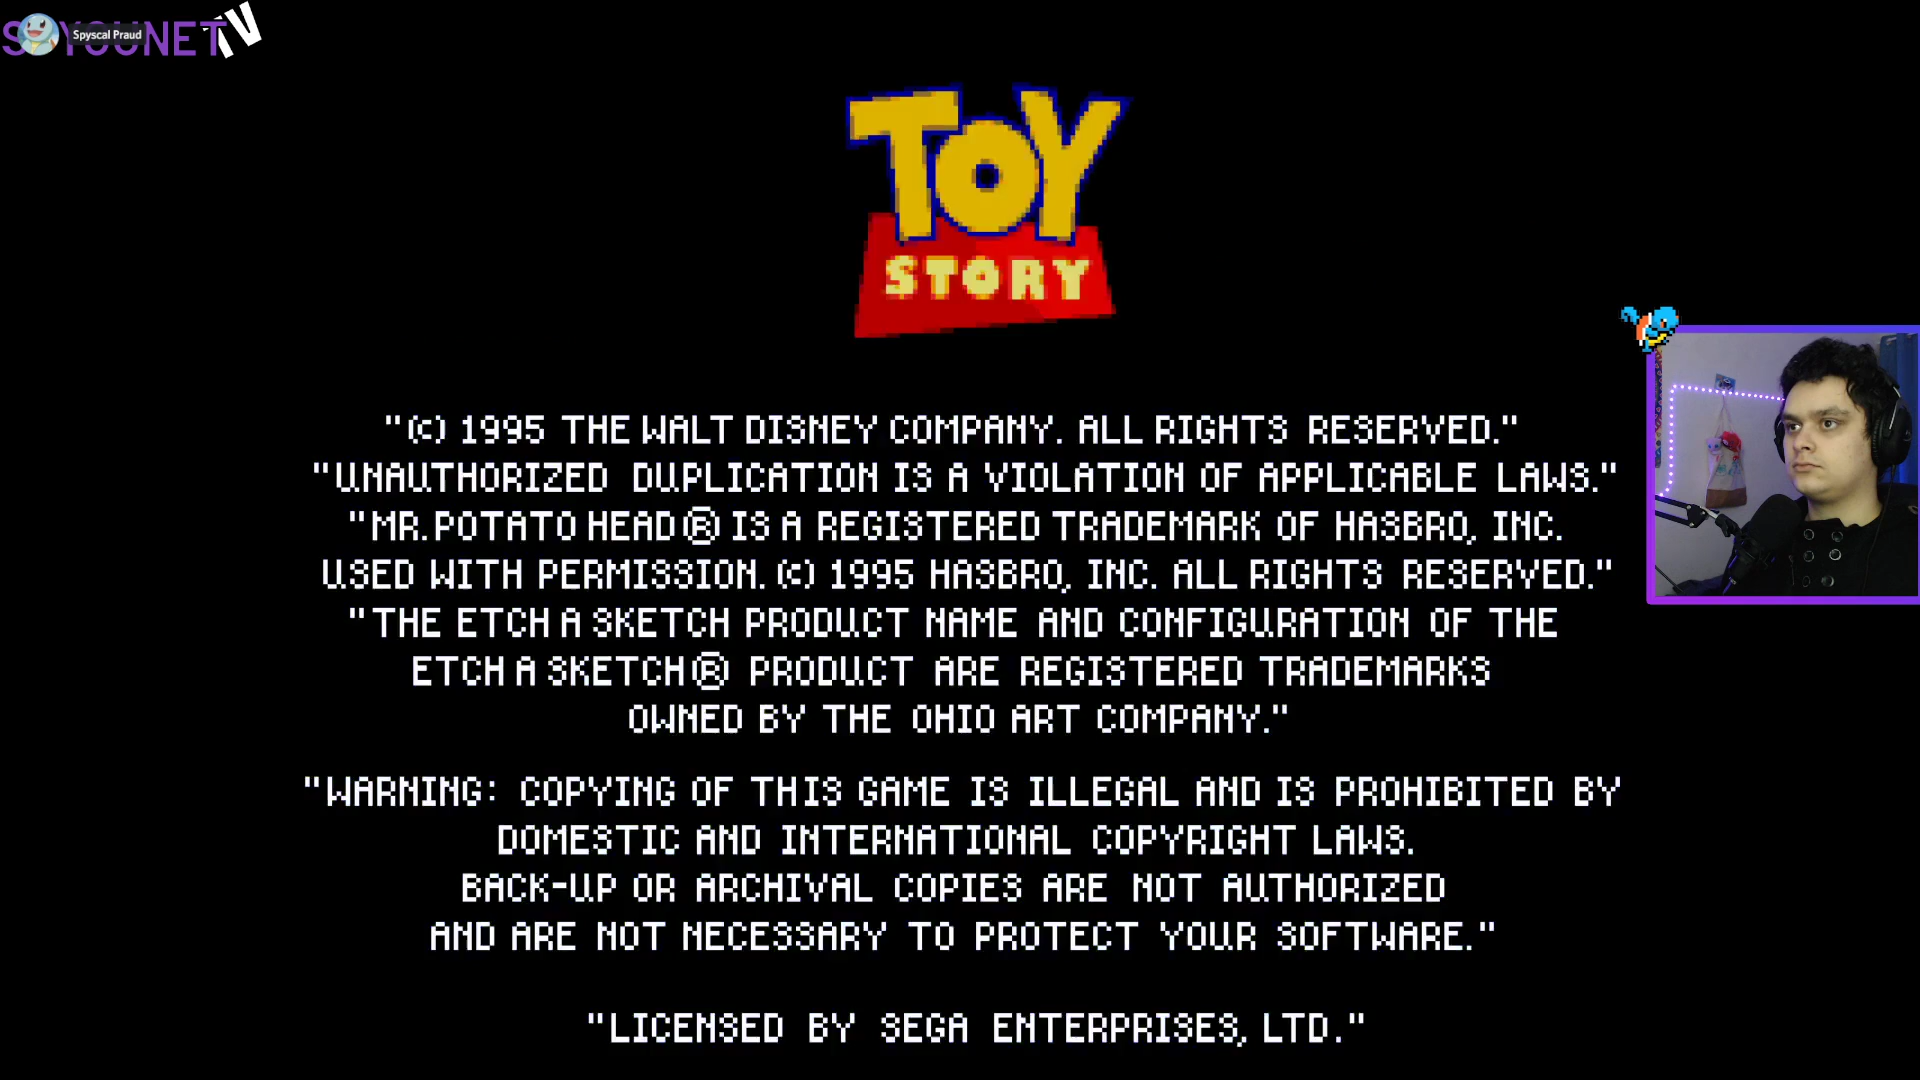 Spyscal Praud
TV
TOY
STORY
"(C) 1995 THE WALT DISNEY COMPANY. ALL RIGHTS RESERVED."
"UNAUTHORIZED DUPLICATION IS A VIOLATION OF APPLICABLE LAWS."
"MR.POTATO HEAD® IS A REGISTERED TRADEMARK OF HASBRO, INC.
USED WITH PERMISSION. (C) 1995 HASBRO, INC. ALL RIGHTS RESERVED."
"THE ETCH A SKETCH PRODUCT NAME AND CONFIGURATION OF THE
ETCH A SKETCH® PRODUCT ARE REGISTERED TRADEMARKS
OWNED BY THE OHIO ART COMPANY."
"WARNING: COPYING OF THIS GAME IS ILLEGAL AND IS PROHIBITED BY
DOMESTIC AND INTERNATIONAL COPYRIGHT LAWS.
BACK-UP OR ARCHIVAL COPIES ARE NOT AUTHORIZED
AND ARE NOT NECESSARY TO PROTECT YOUR SOFTWARE."
"LICENSED BY SEGA ENTERPRISES, LTD."